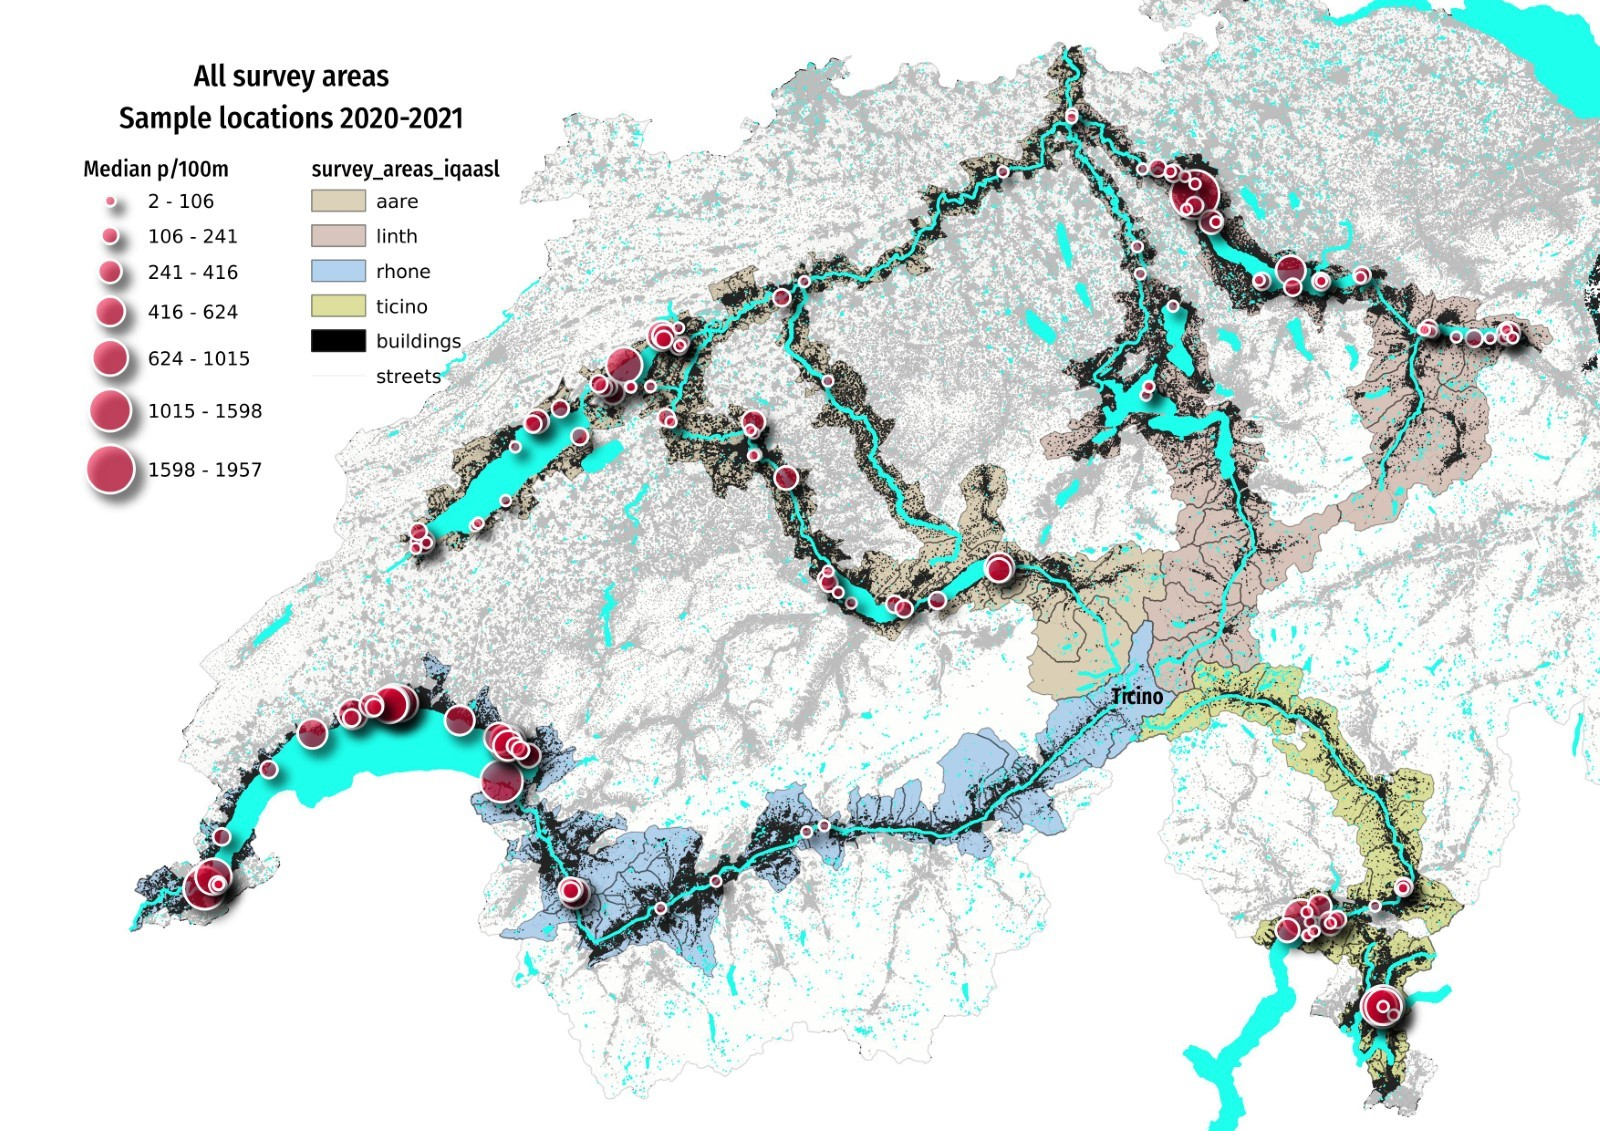 All survey areas
Sample locations 2020-2021
Median p/100m
2 - 106
106 - 241
241 - 416
416 - 624
624 - 1015
1015 - 1598
1598 - 1957
survey_areas_iqaasl
aare
linth
rhone
ticino
buildings
streets
Ticino